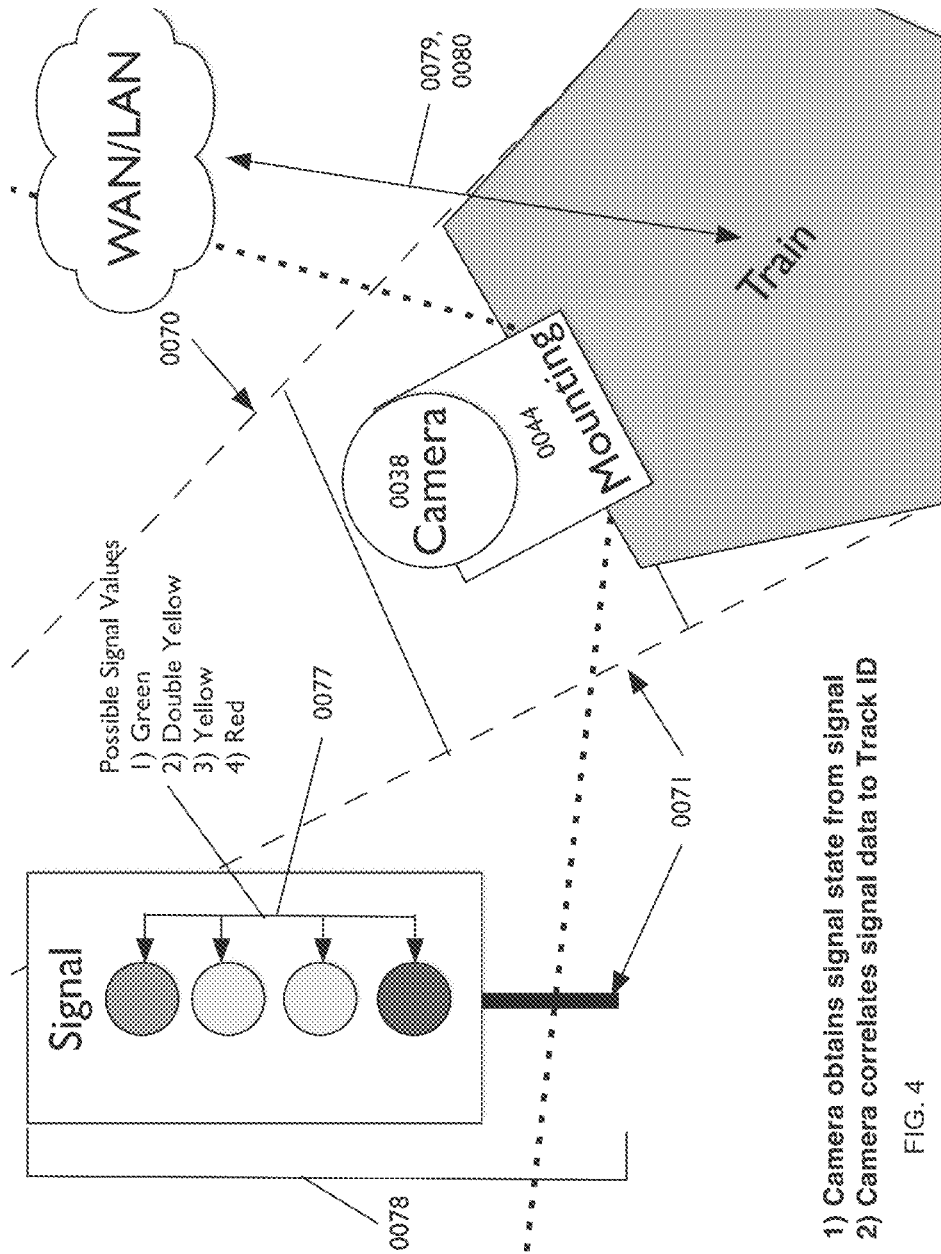 Signal
Possible Signal Values
1) Green
2) Double Yellow
3) Yellow
4) Red
0077
0078
0071
0070
WAN/LAN
0079,
0080
0038
Camera
0044
Mounting
Train
1) Camera obtains signal state from signal
2) Camera correlates signal data to Track ID
FIG. 4